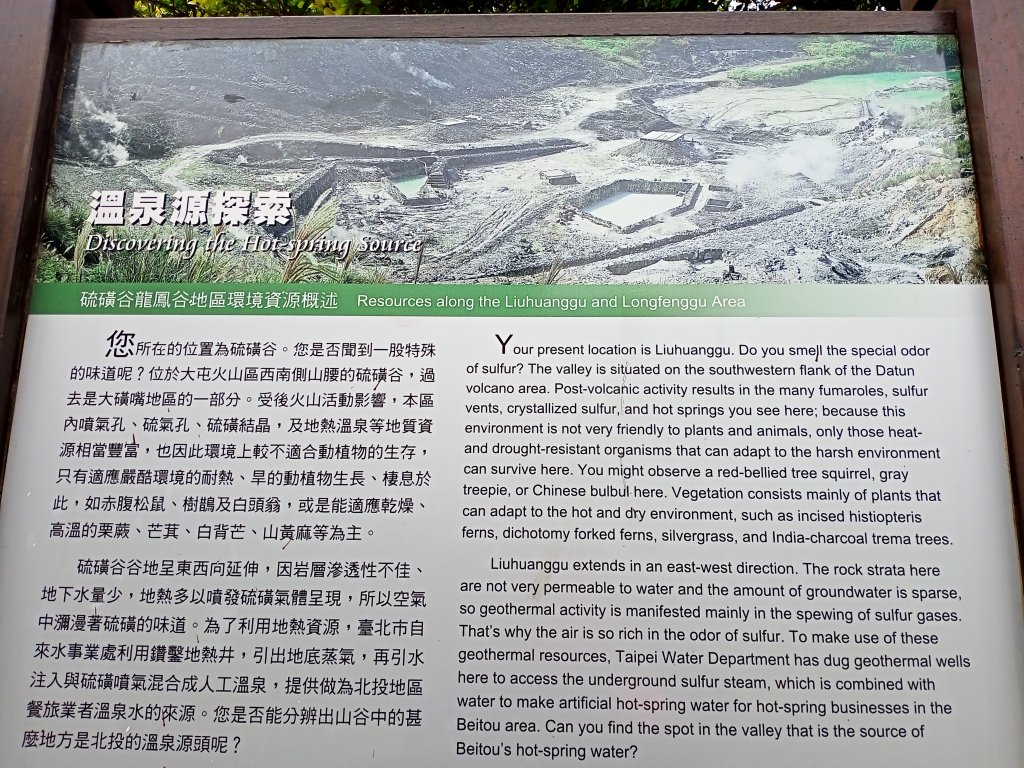 溫泉源探索
Discovering the Hot-spring Source
硫磺谷龍鳳谷地區環境資源概述 Resources along the Liuhuanggu and Longfenggu Area
您所在的位置為硫磺谷。您是否聞到一股特殊
的味道呢？位於大屯火山區西南側山腰的硫磺谷，過
去是大磺嘴地區的一部分。受後火山活動影響，本區
內噴氣孔、硫氣孔、硫磺結晶，及地熱溫泉等地質資
源相當豐富，也因此環境上較不適合動植物的生存，
只有適應嚴酷環境的耐熱、旱的動植物生長、棲息於
此，如赤腹松鼠、樹鵲及白頭翁，或是能適應乾燥、
高溫的栗蕨、芒萁、白背芒、山黃麻等為主。
硫磺谷谷地呈東西向延伸，因岩層滲透性不佳、
地下水量少，地熱多以噴發硫磺氣體呈現，所以空氣
中瀰漫著硫磺的味道。為了利用地熱資源，臺北市自
來水事業處利用鑽鑿地熱井，引出地底蒸氣，再引水
注入與硫磺噴氣混合成人工溫泉，提供做為北投地區
餐旅業者溫泉水的來源。您是否能分辨出山谷中的甚
麼地方是北投的溫泉源頭呢？
Your present location is Liuhuanggu. Do you smell the special odor
of sulfur? The valley is situated on the southwestern flank of the Datun
volcano area. Post-volcanic activity results in the many fumaroles, sulfur
vents, crystallized sulfur, and hot springs you see here; because this
environment is not very friendly to plants and animals, only those heat-
and drought-resistant organisms that can adapt to the harsh environment
can survive here. You might observe a red-bellied tree squirrel, gray
treepie, or Chinese bulbul here. Vegetation consists mainly of plants that
can adapt to the hot and dry environment, such as incised histiopteris
ferns, dichotomy forked ferns, silvergrass, and India-charcoal trema trees.
Liuhuanggu extends in an east-west direction. The rock strata here
are not very permeable to water and the amount of groundwater is sparse,
so geothermal activity is manifested mainly in the spewing of sulfur gases.
That's why the air is so rich in the odor of sulfur. To make use of these
geothermal resources, Taipei Water Department has dug geothermal wells
here to access the underground sulfur steam, which is combined with
water to make artificial hot-spring water for hot-spring businesses in the
Beitou area. Can you find the spot in the valley that is the source of
Beitou's hot-spring water?